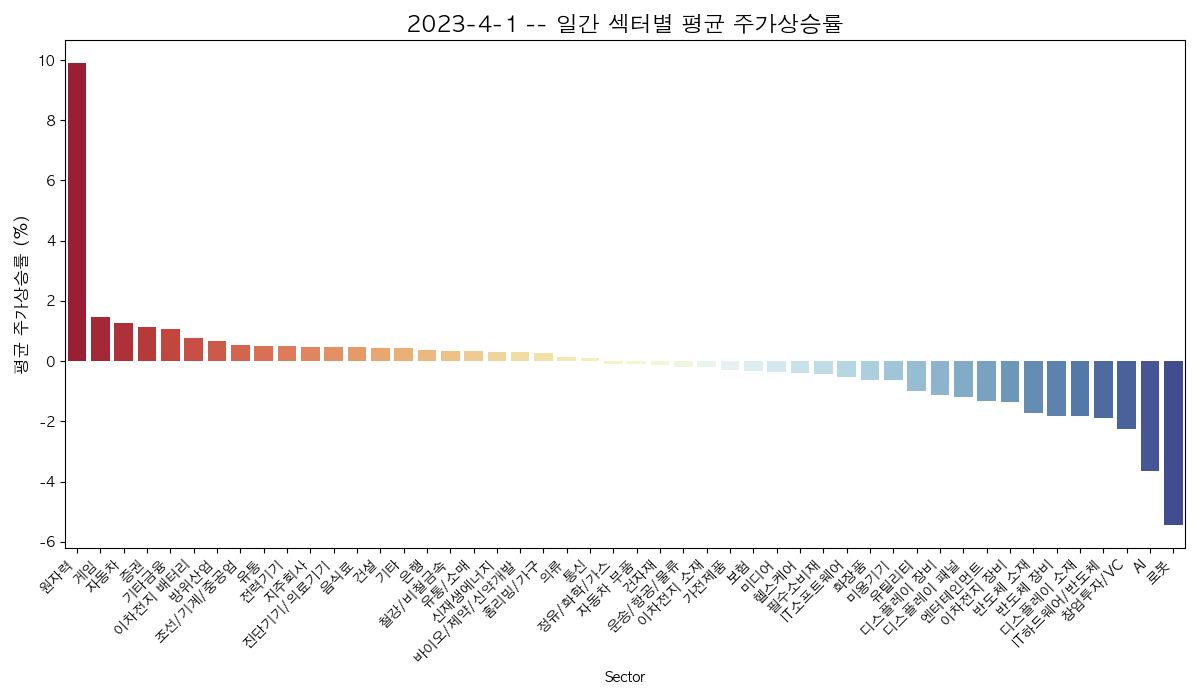 2023-4-1 -- 일간 섹터별 평균 주가상승률
평균 주가상승률 (%)
10
8
6
4
2
0
-2
-4
-6
원자력
게임
자동차
증권
기타금융
이차전지 배터리
방위산업
조선/기계/중공업
유통
전력기기
지주회사
진단기기/의료기기
음식료
건설
기타
은행
철강/비철금속
유통/소매
신재생에너지
바이오/제약/신약개발
홈리빙/가구
의류
통신
정유/화학/가스
자동차 부품
건자재
운송/항공/물류
이차전지 소재
가전제품
보험
미디어
헬스케어
필수소비재
IT소프트웨어
화장품
미용기기
유틸리티
디스플레이 장비
디스플레이 패널
엔터테인먼트
이차전지 장비
반도체 소재
반도체 장비
디스플레이 소재
IT하드웨어/반도체
창업투자/VC
AI
로봇
Sector